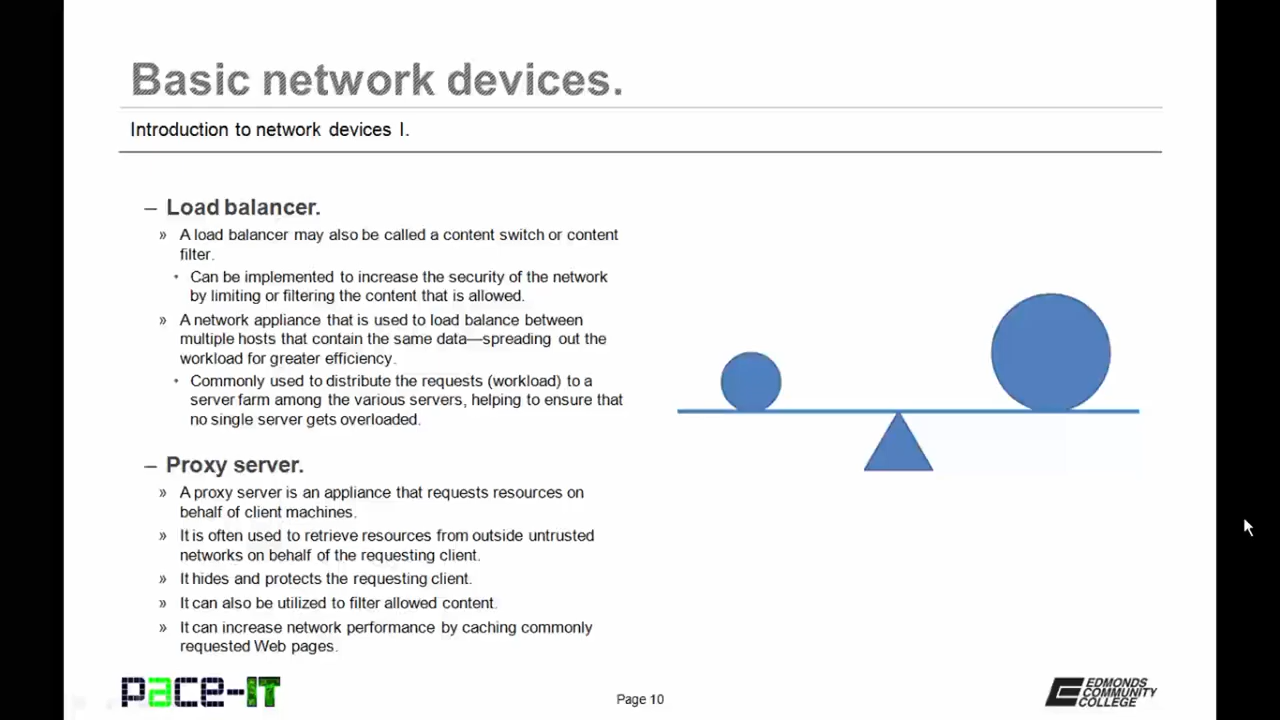 Basic network devices.
Introduction to network devices I.
– Load balancer.
» A load balancer may also be called a content switch or content
filter.
• Can be implemented to increase the security of the network
by limiting or filtering the content that is allowed.
» A network appliance that is used to load balance between
multiple hosts that contain the same data—spreading out the
workload for greater efficiency.
• Commonly used to distribute the requests (workload) to a
server farm among the various servers, helping to ensure that
no single server gets overloaded.
– Proxy server.
» A proxy server is an appliance that requests resources on
behalf of client machines.
» It is often used to retrieve resources from outside untrusted
networks on behalf of the requesting client.
» It hides and protects the requesting client.
» It can also be utilized to filter allowed content.
» It can increase network performance by caching commonly
requested Web pages.
PACE-IT
Page 10
EDMONDS
COMMUNITY
COLLEGE